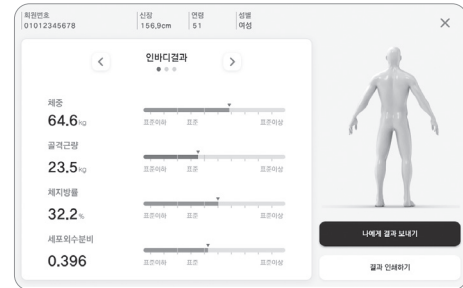 회원번호 신장 연령 성별
01012345678 156,9cm 51 여성
인바디결과
체중
64.6kg
표준이하 표준 표준이상
골격근량
23.5kg
표준이하 표준 표준이상
체지방률
32.2%
표준이하 표준 표준이상
세포외수분비
0.396
표준이하 표준 표준이상
나에게 결과 보내기
결과 인쇄하기